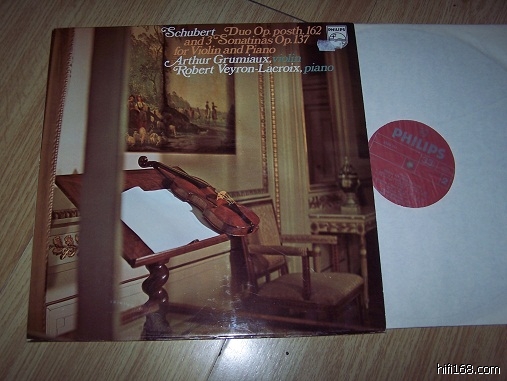 Schubert Duo Op. posth. 162
and 3 Sonatinas Op. 137
for Violin and Piano
Arthur Grumiaux, violin
Robert Veyron-Lacroix, piano
PHILIPS
PHILIPS
hifi168.com